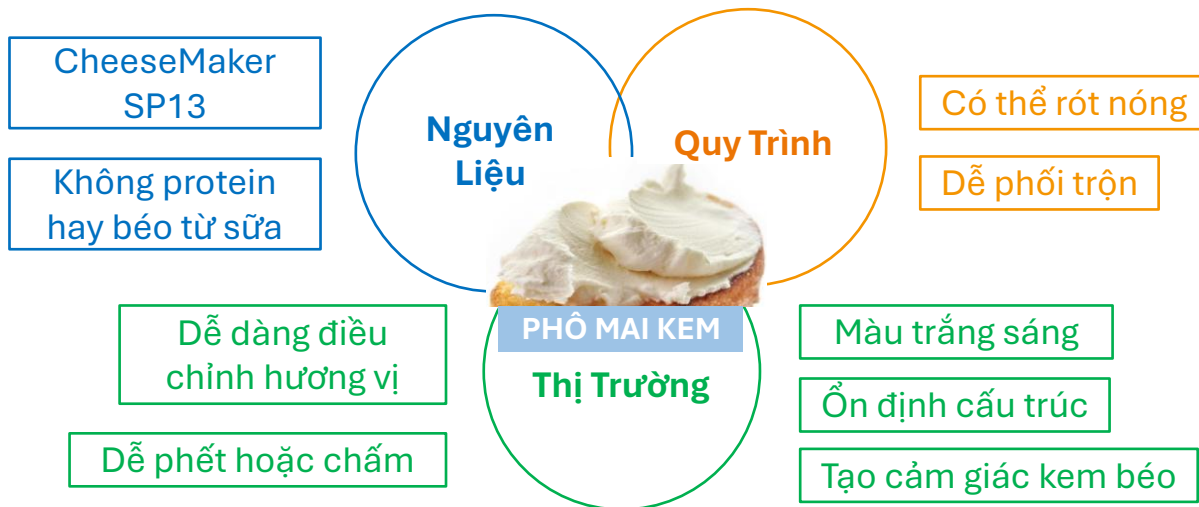 CheeseMaker
SP13
Không protein
hay béo từ sữa
Nguyên
Liệu
Quy Trình
Có thể rót nóng
Dễ phối trộn
PHÔ MAI KEM
Thị Trường
Dễ dàng điều
chỉnh hương vị
Dễ phết hoặc chấm
Màu trắng sáng
Ổn định cấu trúc
Tạo cảm giác kem béo